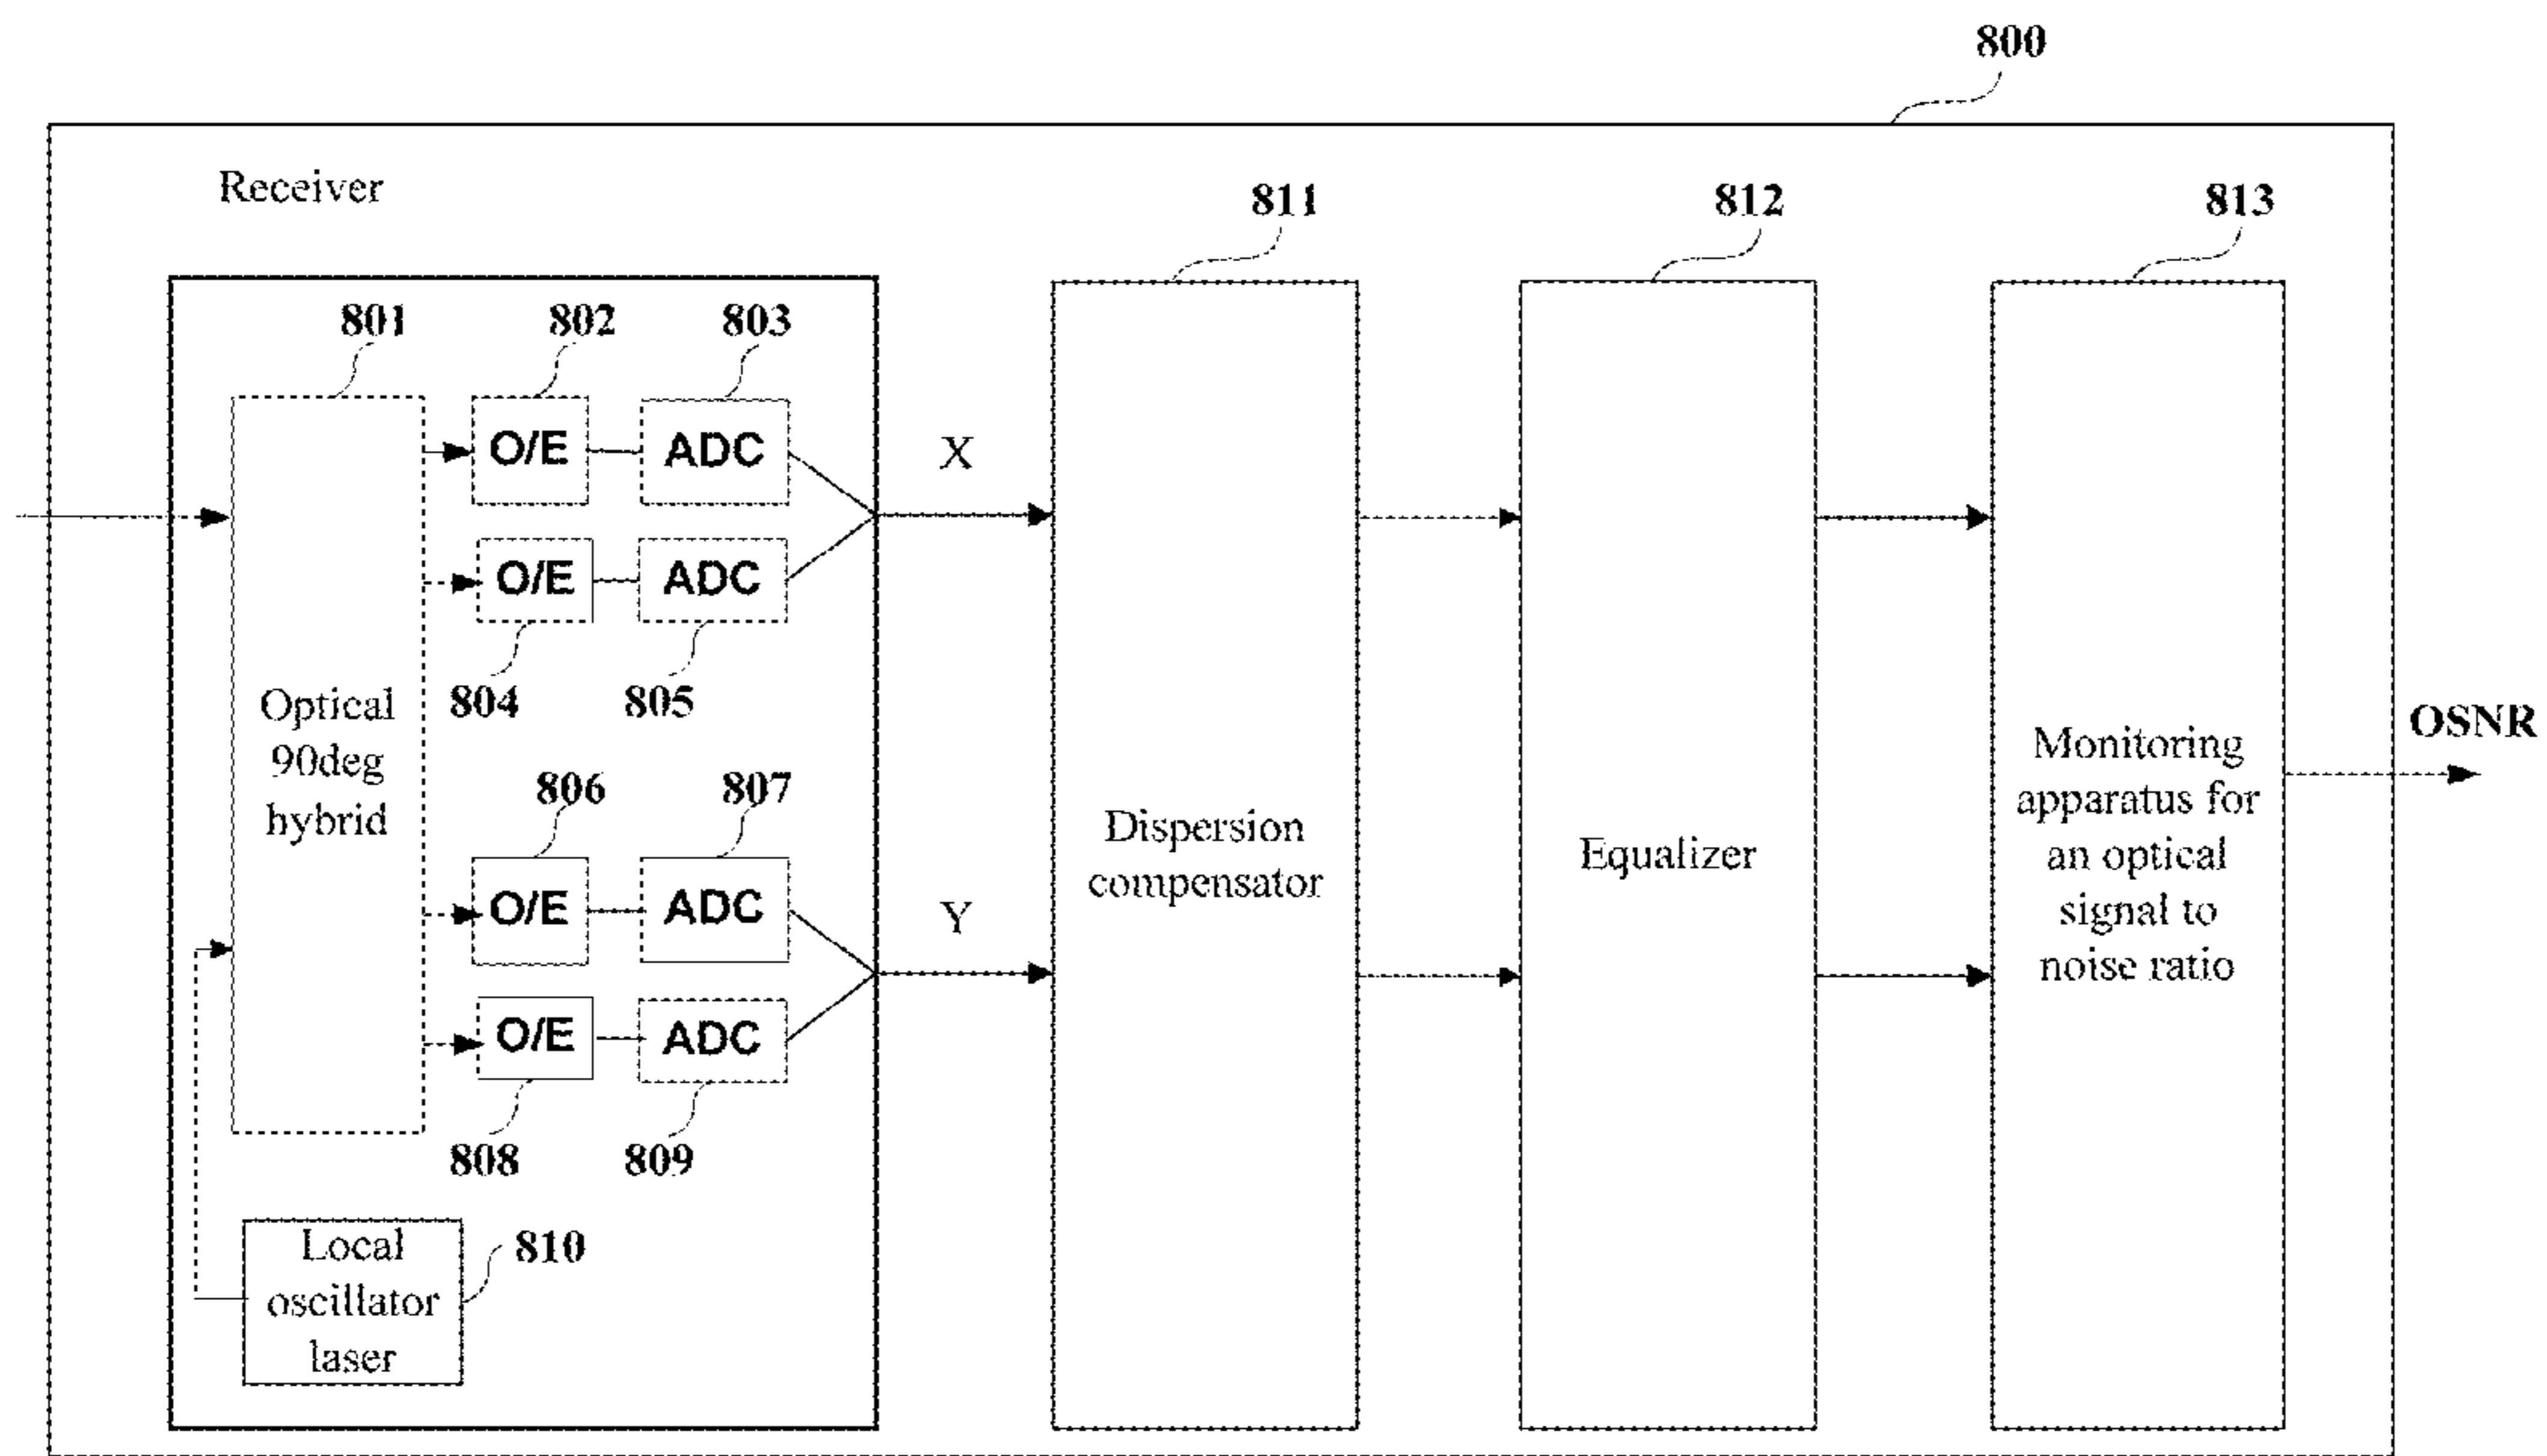 800
Receiver
811
812
813
801
802
803
O/E
ADC
X
O/E
ADC
804
805
Optical
90deg
hybrid
806
807
O/E
ADC
Y
O/E
ADC
808
809
Local
oscillator
laser
810
Dispersion
compensator
Equalizer
Monitoring
apparatus for
an optical
signal to
noise ratio
OSNR